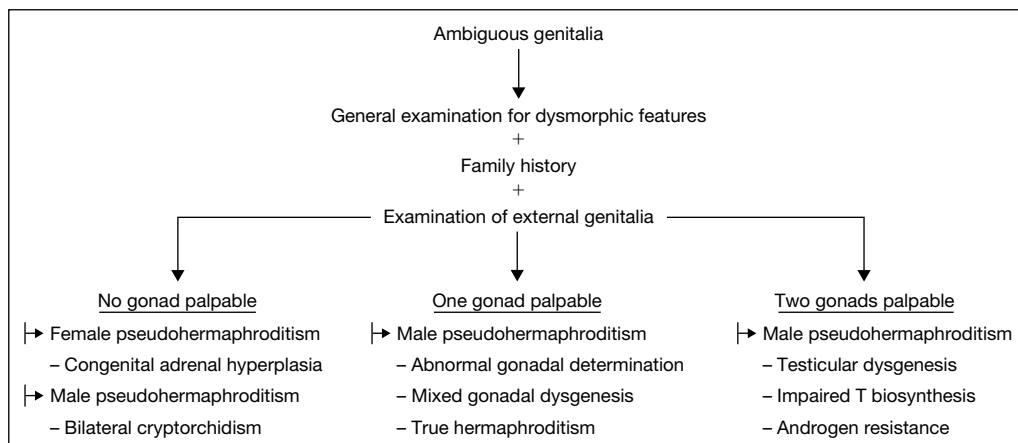 Ambiguous genitalia
General examination for dysmorphic features
+
Family history
+
Examination of external genitalia
No gonad palpable
Female pseudohermaphroditism
– Congenital adrenal hyperplasia
Male pseudohermaphroditism
– Bilateral cryptorchidism
One gonad palpable
Male pseudohermaphroditism
– Abnormal gonadal determination
– Mixed gonadal dysgenesis
– True hermaphroditism
Two gonads palpable
Male pseudohermaphroditism
– Testicular dysgenesis
– Impaired T biosynthesis
– Androgen resistance